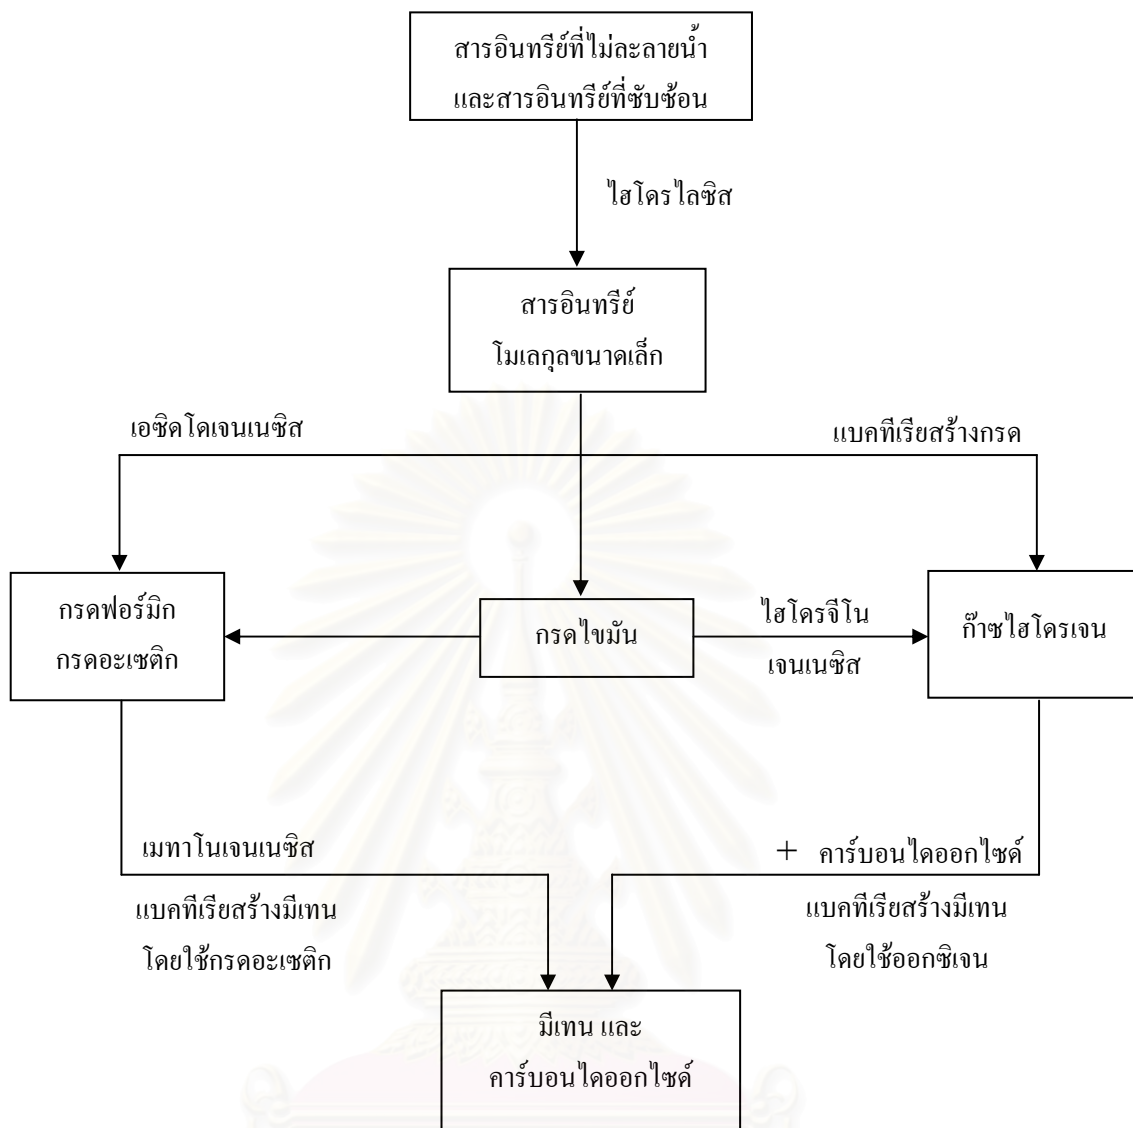 สารอินทรีย์ที่ไม่ละลายน้ำ
และสารอินทรีย์ที่ซับซ้อน
ไฮโดรไลซิส
สารอินทรีย์
โมเลกุลขนาดเล็ก
เอซิดโดเจนเนซิส
แบคทีเรียสร้างกรด
กรดฟอร์มิก
กรดอะเซติก
กรดไขมัน
ไฮโดรจีโน
เจนเนซิส
ก๊าซไฮโดรเจน
เมทาโนเจนเนซิส
แบคทีเรียสร้างมีเทน
โดยใช้กรดอะเซติก
+ คาร์บอนไดออกไซด์
แบคทีเรียสร้างมีเทน
โดยใช้ออกซิเจน
มีเทน และ
คาร์บอนไดออกไซด์